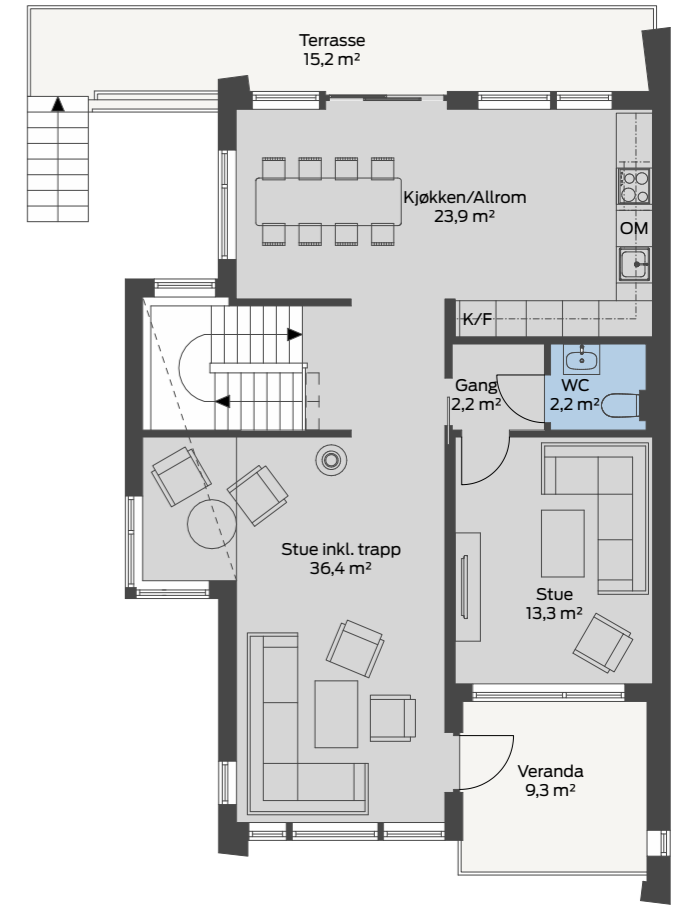 Terrasse
15,2 m²
Kjøkken/Allrom
23,9 m²
OM
K/F
Gang
2,2 m²
WC
2,2 m²
Stue inkl. trapp
36,4 m²
Stue
13,3 m²
Veranda
9,3 m²